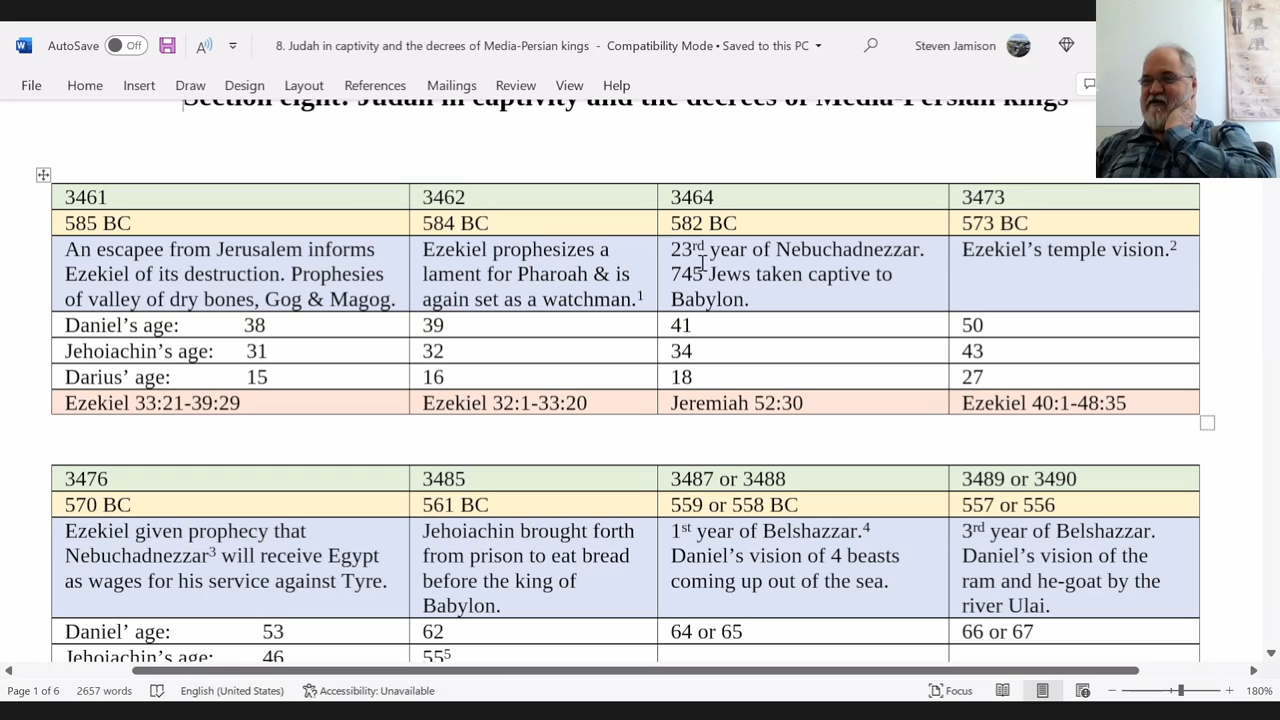 AutoSave Off 8. Judah in captivity and the decrees of Media-Persian kings - Compatibility Mode • Saved to this PC Steven Jamison
File Home Insert Draw Design Layout References Mailings Review View Help
Section eight: Judah in captivity and the decrees of Media-Persian kings
3461 3462 3464 3473
585 BC 584 BC 582 BC 573 BC
An escapee from Jerusalem informs Ezekiel prophesizes a 23rd year of Nebuchadnezzar. Ezekiel’s temple vision.2
Ezekiel of its destruction. Prophesies lament for Pharoah & is 745 Jews taken captive to
of valley of dry bones, Gog & Magog. again set as a watchman.1 Babylon.
Daniel’s age: 38 39 41 50
Jehoiachin’s age: 31 32 34 43
Darius’ age: 15 16 18 27
Ezekiel 33:21-39:29 Ezekiel 32:1-33:20 Jeremiah 52:30 Ezekiel 40:1-48:35
3476 3485 3487 or 3488 3489 or 3490
570 BC 561 BC 559 or 558 BC 557 or 556
Ezekiel given prophecy that Jehoiachin brought forth 1st year of Belshazzar.4 3rd year of Belshazzar.
Nebuchadnezzar3 will receive Egypt from prison to eat bread Daniel’s vision of 4 beasts Daniel’s vision of the
as wages for his service against Tyre. before the king of coming up out of the sea. ram and he-goat by the
Babylon. river Ulai.
Daniel’ age: 53 62 64 or 65 66 or 67
Jehoiachin’s age: 46 555
Page 1 of 6 2657 words English (United States) Accessibility: Unavailable Focus 180%